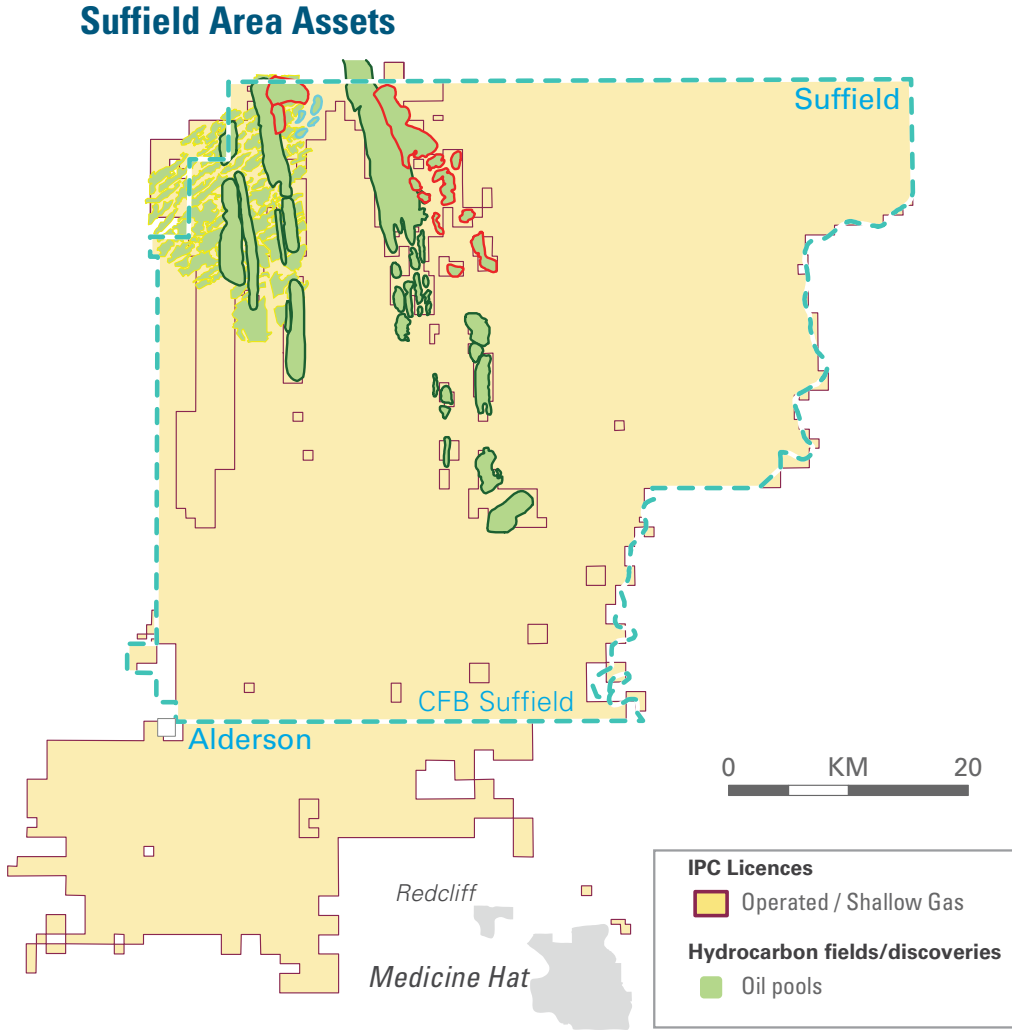 Suffield Area Assets
Suffield
CFB Suffield
Alderson
0 KM 20
Redcliff
Medicine Hat
IPC Licences
Operated / Shallow Gas
Hydrocarbon fields/discoveries
Oil pools